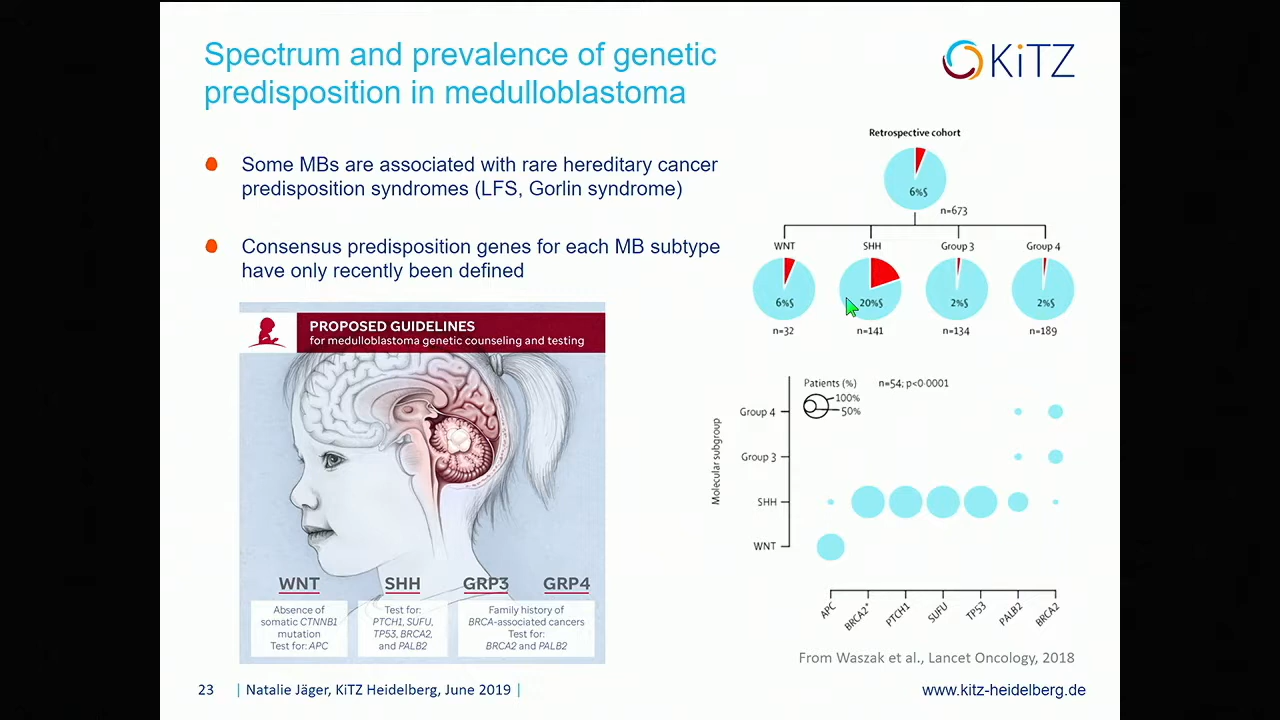 Spectrum and prevalence of genetic
predisposition in medulloblastoma
KiTZ
Some MBs are associated with rare hereditary cancer
predisposition syndromes (LFS, Gorlin syndrome)
Consensus predisposition genes for each MB subtype
have only recently been defined
PROPOSED GUIDELINES
for medulloblastoma genetic counseling and testing
WNT
Absence of
somatic CTNNB1
mutation
Test for: APC
SHH
Test for:
PTCH1, SUFU,
TP53, BRCA2,
and PALB2
GRP3 GRP4
Family history of
BRCA-associated cancers
Test for:
BRCA2 and PALB2
Retrospective cohort
6%§
n=673
WNT SHH Group 3 Group 4
6%§ 20%§ 2%§ 2%§
n=32 n=141 n=134 n=189
Patients (%) n=54; p<0·0001
100%
50%
Molecular subgroup
Group 4
Group 3
SHH
WNT
APC BRCA2* PTCH1 SUFU TP53 PALB2 BRCA2
From Waszak et al., Lancet Oncology, 2018
23 | Natalie Jäger, KiTZ Heidelberg, June 2019 |
www.kitz-heidelberg.de